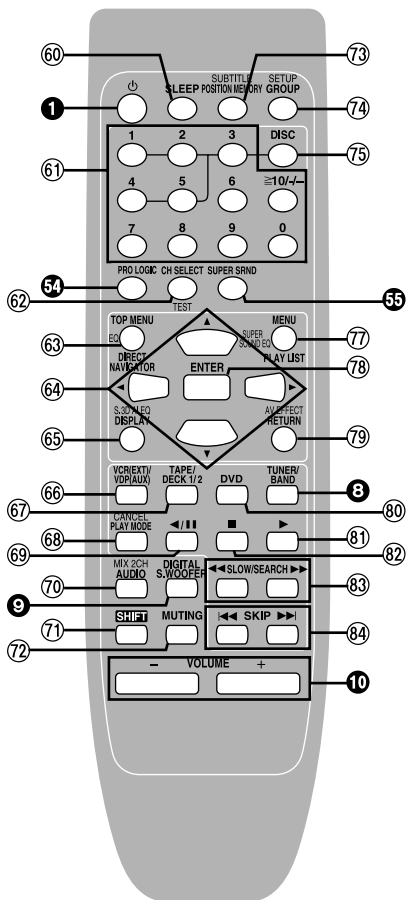 60 73
SUBTITLE SETUP
1 SLEEP POSITION MEMORY GROUP 74
1 2 3 DISC 75
61
4 5 6 ≧10/-/--
7 8 9 0
54 PRO LOGIC CH SELECT SUPER SRND 55
62 TEST
TOP MENU MENU
63 EQ SUPER SOUND EQ 77
DIRECT NAVIGATOR ENTER PLAY LIST 78
64
S.3D AI EQ AV EFFECT
65 DISPLAY RETURN 79
VCR(EXT)/ TAPE/ TUNER/
VDP(AUX) DECK 1/2 DVD BAND
66 8
67 80
CANCEL
68 PLAY MODE ◄/❚❚ ■ ► 81
69 82
MIX 2CH DIGITAL
70 AUDIO S.WOOFER ◄◄ SLOW/SEARCH ►► 83
9
71 SHIFT MUTING |◄◄ SKIP ►►| 84
72
− VOLUME + 10